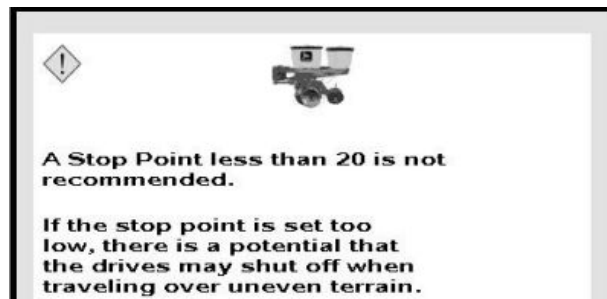 A Stop Point less than 20 is not
recommended.
If the stop point is set too
low, there is a potential that
the drives may shut off when
traveling over uneven terrain.